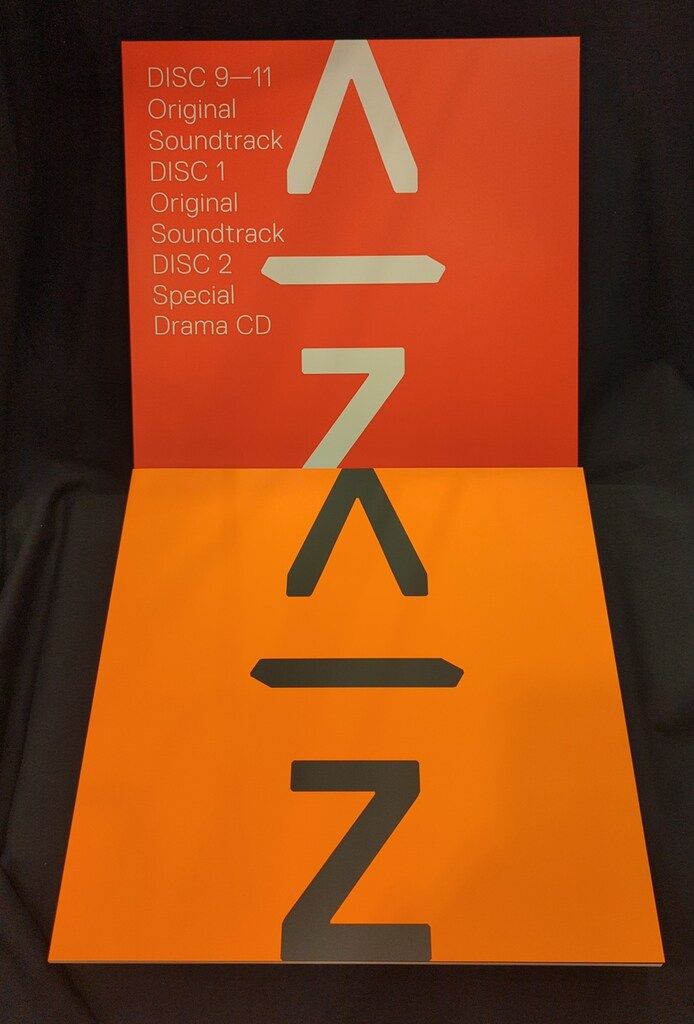 DISC 9—11
Original
Soundtrack
DISC 1
Original
Soundtrack
DISC 2
Special
Drama CD
Λ
—
Z
Λ
—
Z